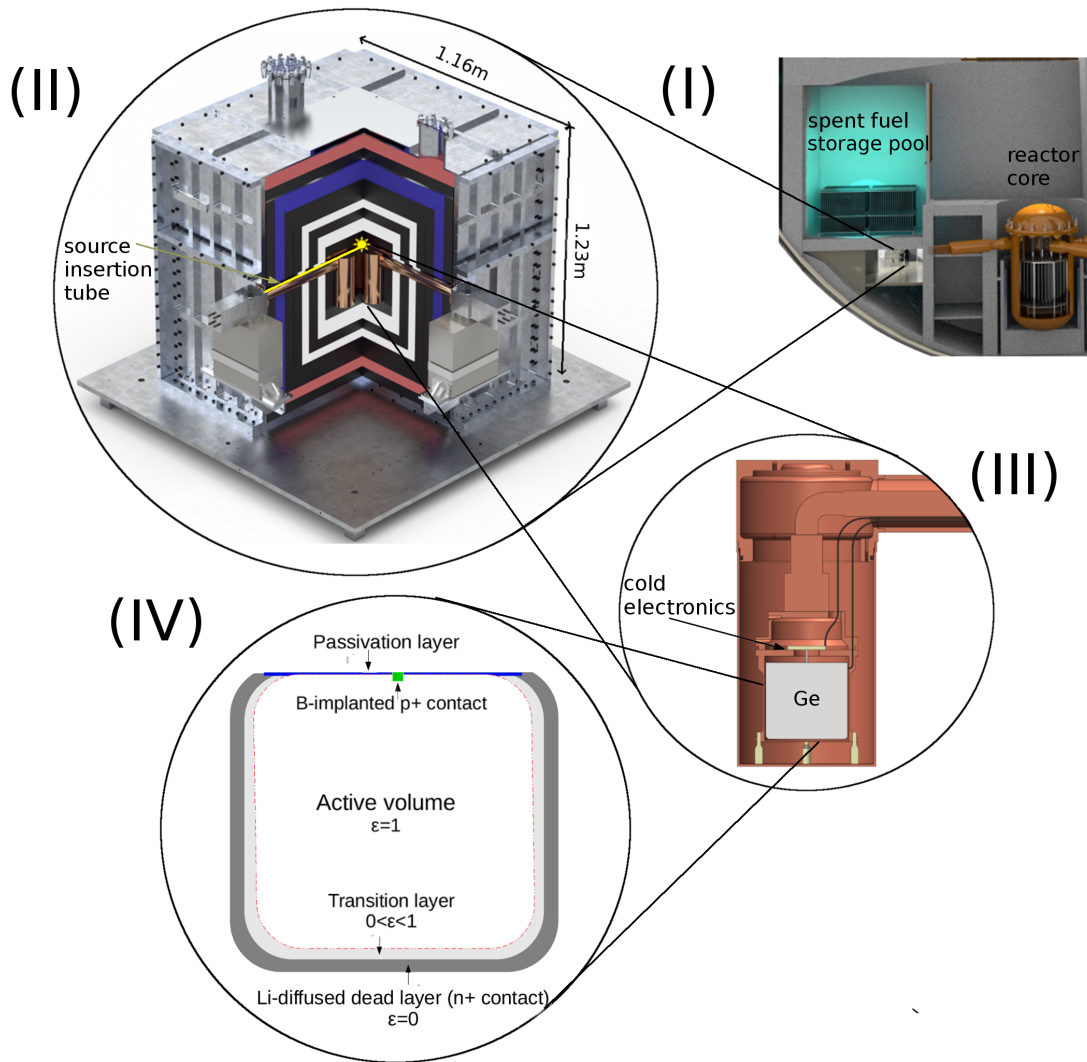 (II)
1.16m
1.23m
source
insertion
tube
(I)
spent fuel
storage pool
reactor
core
(III)
cold
electronics
Ge
(IV)
Passivation layer
B-implanted p+ contact
Active volume
ε=1
Transition layer
0<ε<1
Li-diffused dead layer (n+ contact)
ε=0